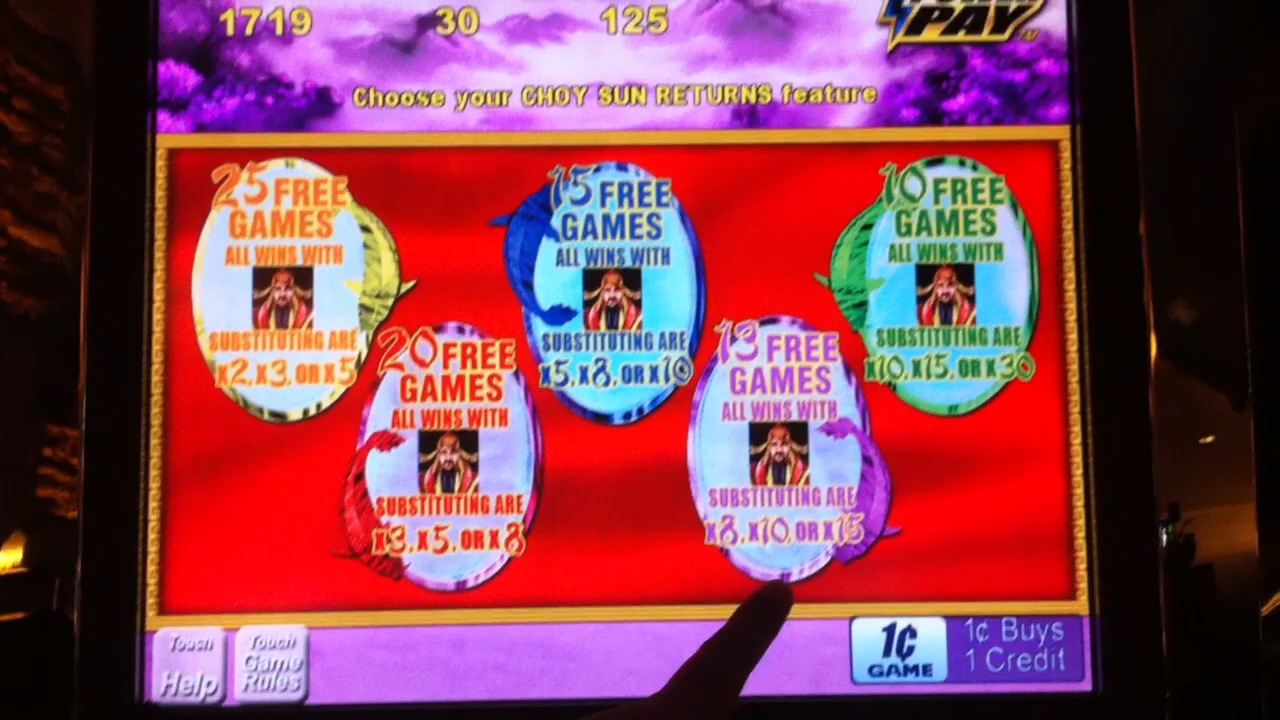 1719 30 125
PAY
Choose your CHOY SUN RETURNS feature
25 FREE
GAMES
ALL WINS WITH
SUBSTITUTING ARE
x2, x3, OR x5
20 FREE
GAMES
ALL WINS WITH
SUBSTITUTING ARE
x3, x5, OR x8
15 FREE
GAMES
ALL WINS WITH
SUBSTITUTING ARE
x5, x8, OR x10
13 FREE
GAMES
ALL WINS WITH
SUBSTITUTING ARE
x8, x10, OR x15
10 FREE
GAMES
ALL WINS WITH
SUBSTITUTING ARE
x10, x15, OR x30
Touch
Help
Touch
Game
Rules
1¢
GAME
1¢ Buys
1 Credit